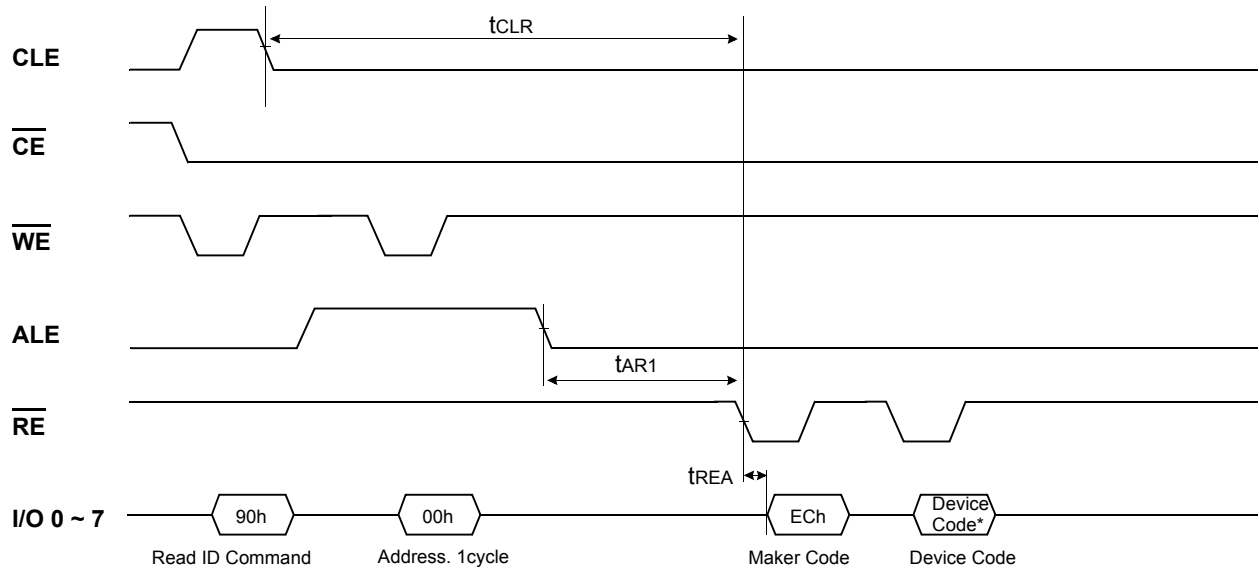 tCLR
CLE
CE
WE
ALE
tAR1
RE
tREA
I/O 0 ~ 7
90h
00h
ECh
Device
Code*
Read ID Command
Address. 1cycle
Maker Code
Device Code